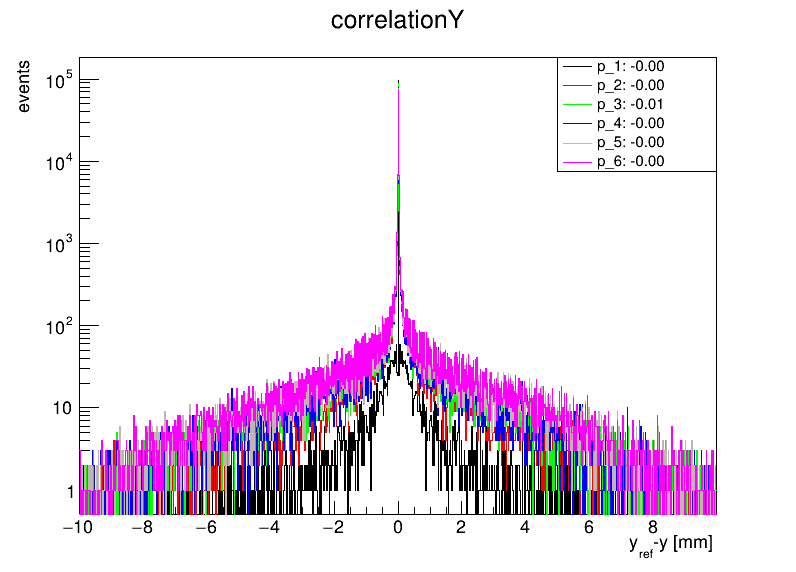 correlationY
events
p_1: -0.00
p_2: -0.00
p_3: -0.01
p_4: -0.00
p_5: -0.00
p_6: -0.00
10^5
10^4
10^3
10^2
10
1
−10 −8 −6 −4 −2 0 2 4 6 8
y_ref-y [mm]